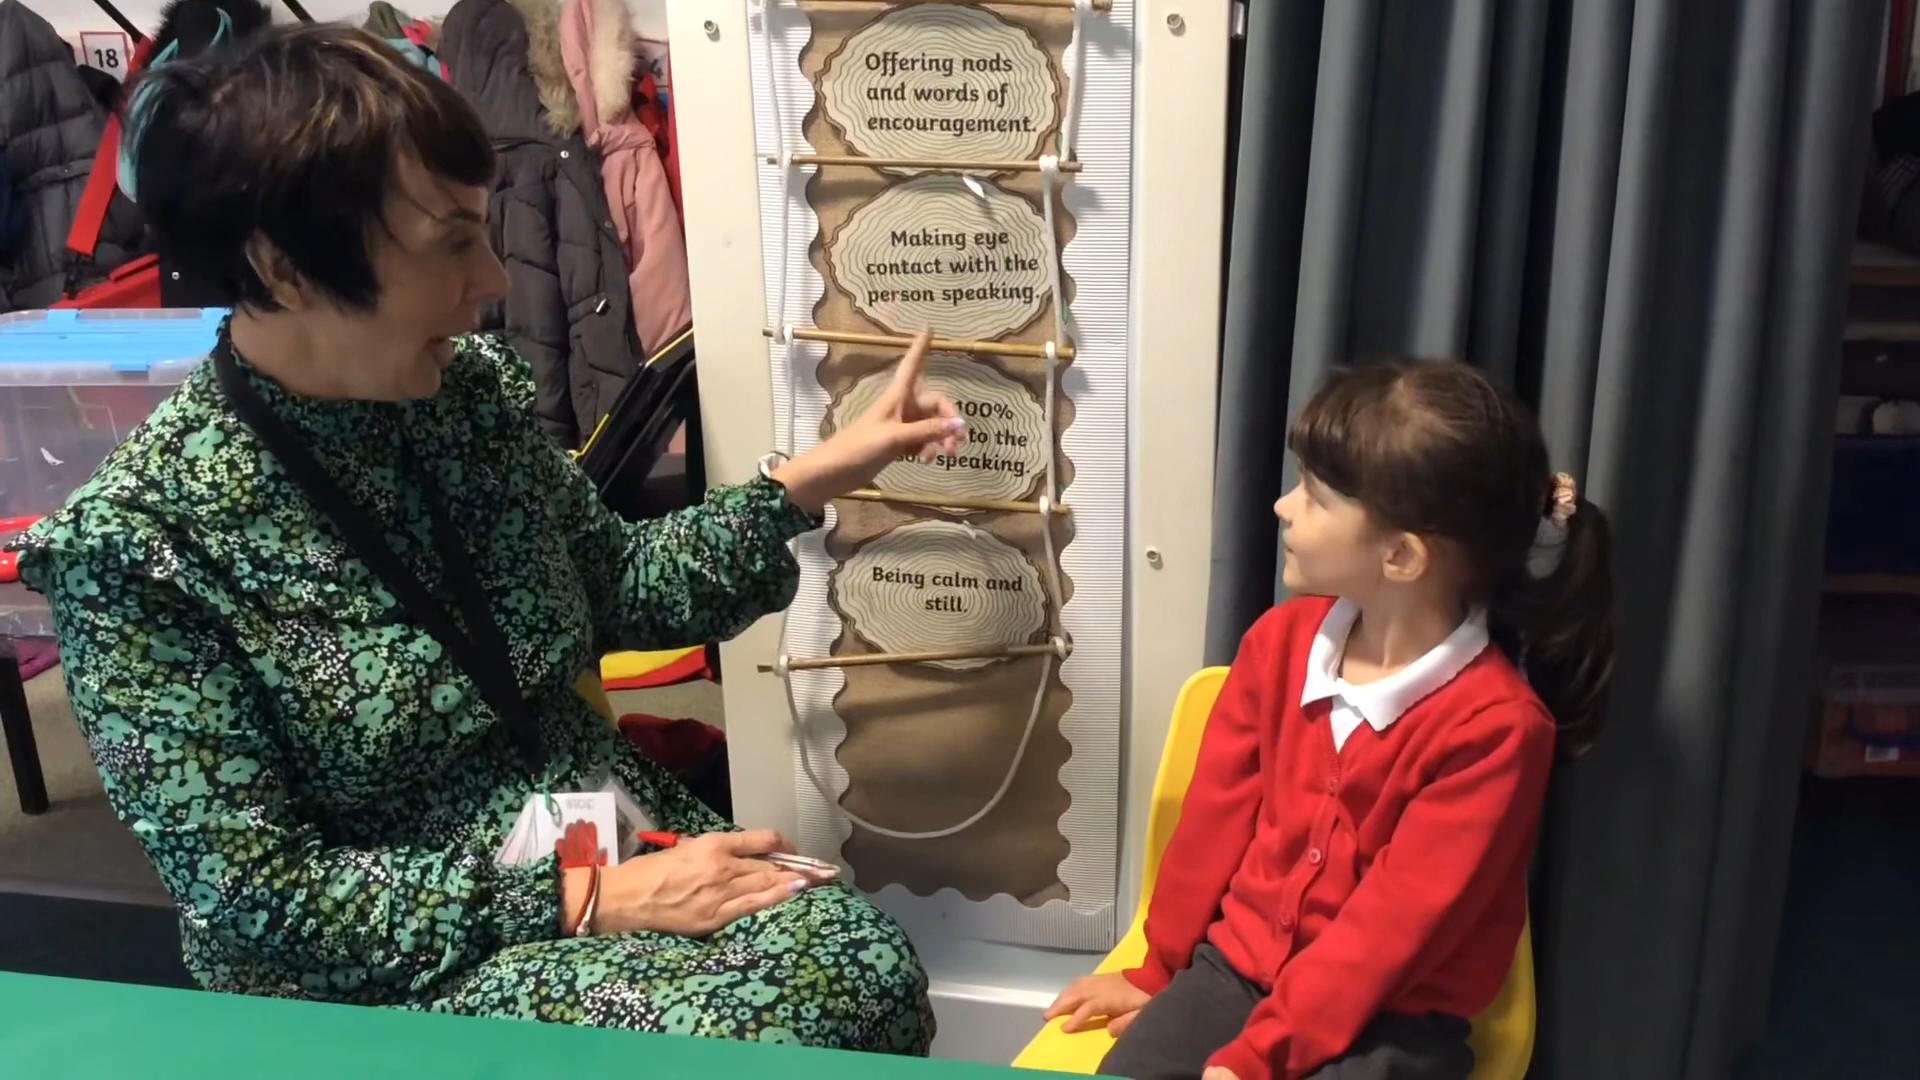 18
Offering nods
and words of
encouragement.
Making eye
contact with the
person speaking.
100%
to the
speaking.
Being calm and
still.
stop